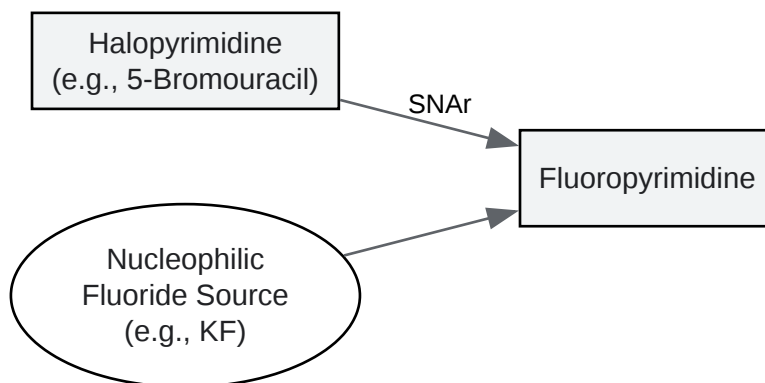 Halopyrimidine
(e.g., 5-Bromouracil)
SNAr
Fluoropyrimidine
Nucleophilic
Fluoride Source
(e.g., KF)